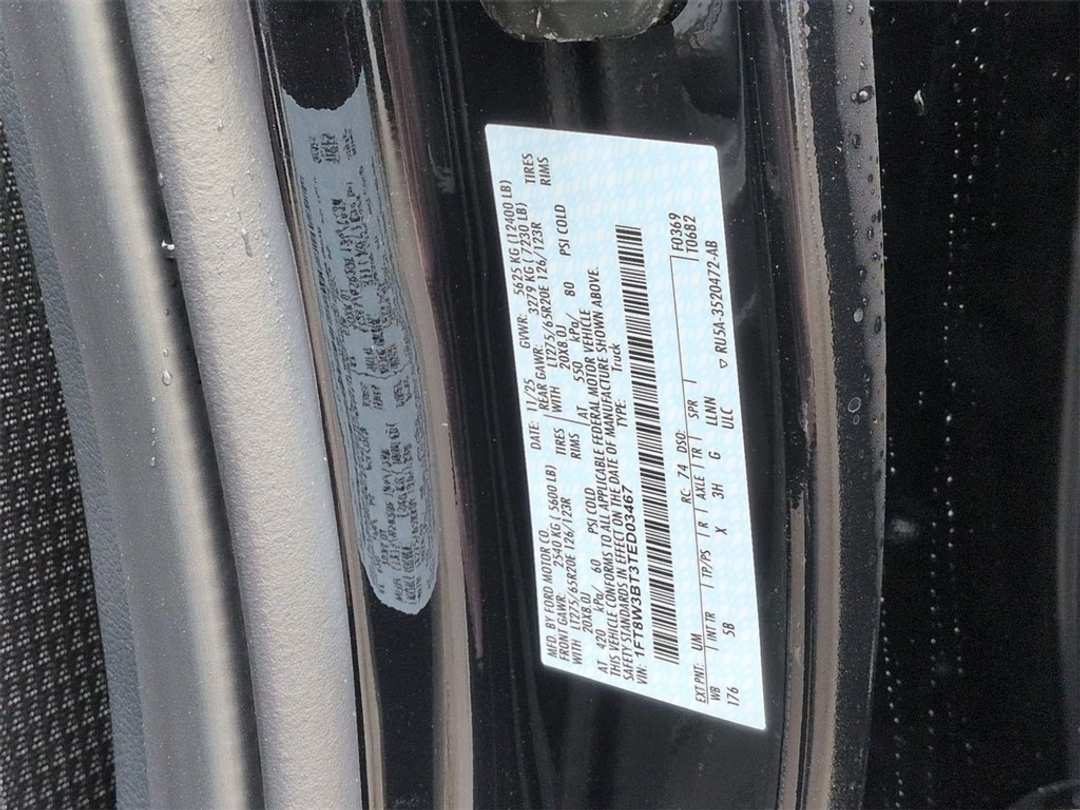 MFD. BY FORD MOTOR CO.
DATE: 11/25 GVWR: 5625 KG (12400 LB)
FRONT GAWR: 2540 KG (5600 LB) REAR GAWR: 3279 KG (7230 LB)
WITH LT275/65R20E 126/123R TIRES WITH LT275/65R20E 126/123R TIRES
20X8.0J RIMS 20X8.0J RIMS
AT 420 kPa/ 60 PSI COLD AT 550 kPa/ 80 PSI COLD
THIS VEHICLE CONFORMS TO ALL APPLICABLE FEDERAL MOTOR VEHICLE
SAFETY STANDARDS IN EFFECT ON THE DATE OF MANUFACTURE SHOWN ABOVE.
VIN: 1FT8W3BT3TED03467 TYPE: Truck
EXT PNT: UM RC: 74 DSO: F0369
WB | INT TR | TP/PS | R | AXLE | TR | SPR | T0682
176 5B X 3H G LNNN
ULC ▽ RU5A-3520472-AB